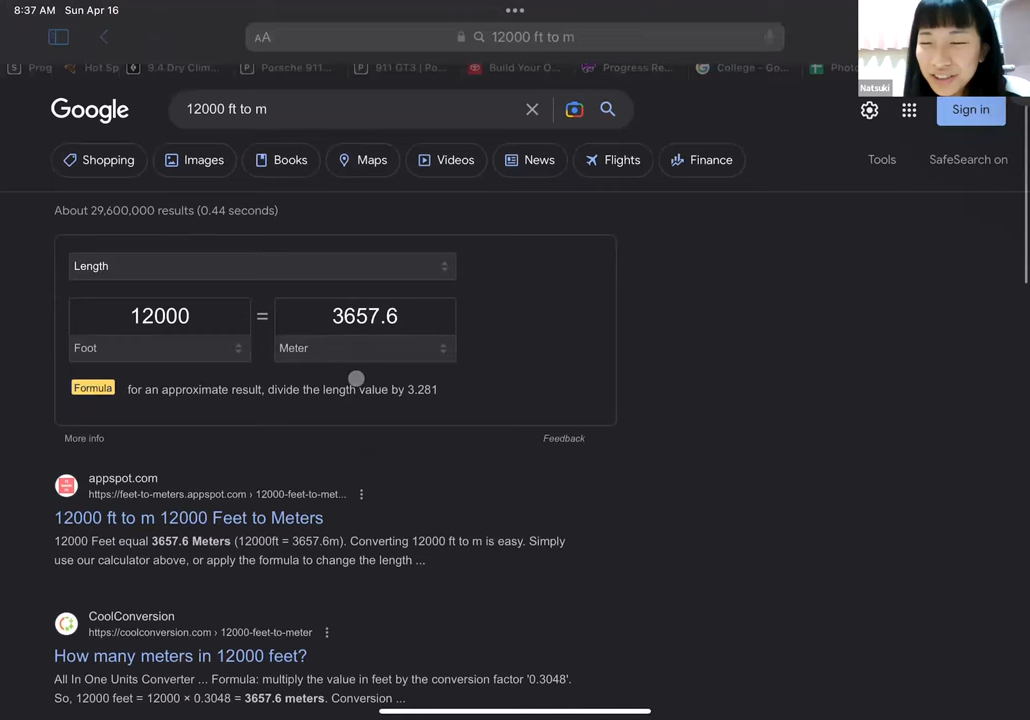 8:37 AM Sun Apr 16
AA 12000 ft to m
Prog Hot Sp 9.4.Dry Clim... Porsche 911... 911 GT3 | Po... Build Your O... Progress Re... College - Go... Photo
Natsuki
Google 12000 ft to m Sign in
Shopping Images Books Maps Videos News Flights Finance Tools SafeSearch on
About 29,600,000 results (0.44 seconds)
Length
12000 = 3657.6
Foot Meter
Formula for an approximate result, divide the length value by 3.281
More info Feedback
appspot.com
https://feet-to-meters.appspot.com › 12000-feet-to-met...
12000 ft to m 12000 Feet to Meters
12000 Feet equal 3657.6 Meters (12000ft = 3657.6m). Converting 12000 ft to m is easy. Simply
use our calculator above, or apply the formula to change the length ...
CoolConversion
https://coolconversion.com › 12000-feet-to-meter
How many meters in 12000 feet?
All In One Units Converter ... Formula: multiply the value in feet by the conversion factor '0.3048'.
So, 12000 feet = 12000 × 0.3048 = 3657.6 meters. Conversion ...